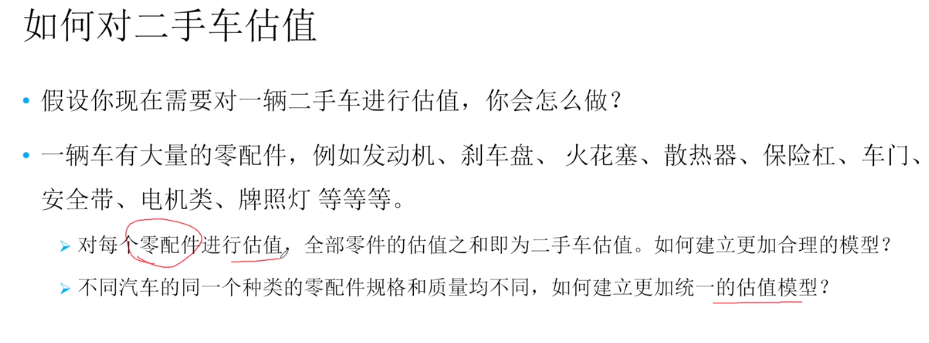 如何对二手车估值
假设你现在需要对一辆二手车进行估值，你会怎么做？
一辆车有大量的零配件，例如发动机、刹车盘、 火花塞、散热器、保险杠、车门、
安全带、电机类、牌照灯 等等等。
对每个零配件进行估值，全部零件的估值之和即为二手车估值。如何建立更加合理的模型？
不同汽车的同一个种类的零配件规格和质量均不同，如何建立更加统一的估值模型？